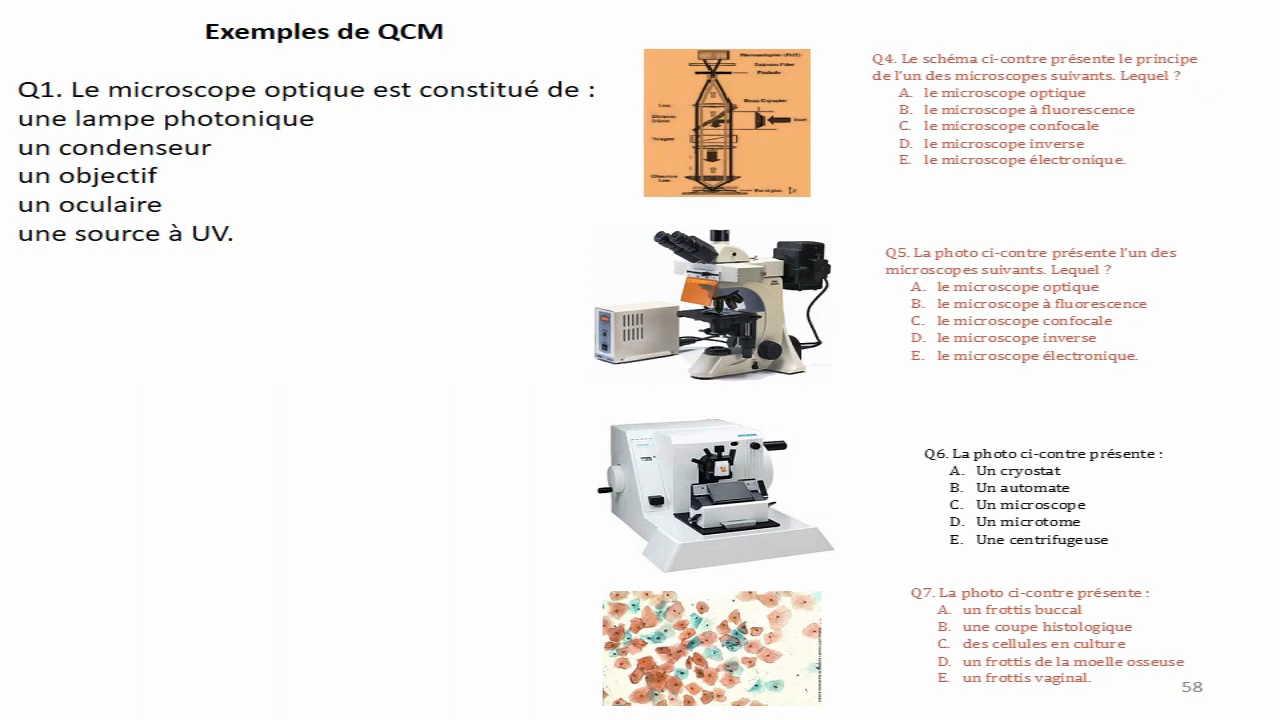 Exemples de QCM
Q1. Le microscope optique est constitué de :
une lampe photonique
un condenseur
un objectif
un oculaire
une source à UV.
Pinhole
Laser
Q4. Le schéma ci-contre présente le principe
de l'un des microscopes suivants. Lequel ?
A. le microscope optique
B. le microscope à fluorescence
C. le microscope confocale
D. le microscope inverse
E. le microscope électronique.
Q5. La photo ci-contre présente l'un des
microscopes suivants. Lequel ?
A. le microscope optique
B. le microscope à fluorescence
C. le microscope confocale
D. le microscope inverse
E. le microscope électronique.
Q6. La photo ci-contre présente :
A. Un cryostat
B. Un automate
C. Un microscope
D. Un microtome
E. Une centrifugeuse
Q7. La photo ci-contre présente :
A. un frottis buccal
B. une coupe histologique
C. des cellules en culture
D. un frottis de la moelle osseuse
E. un frottis vaginal.
58